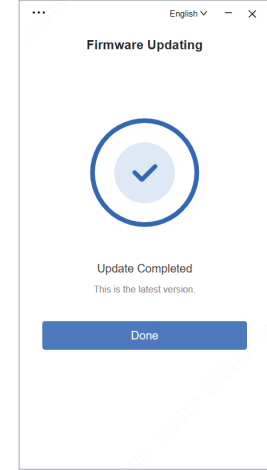 English
Firmware Updating
Update Completed
This is the latest version.
Done